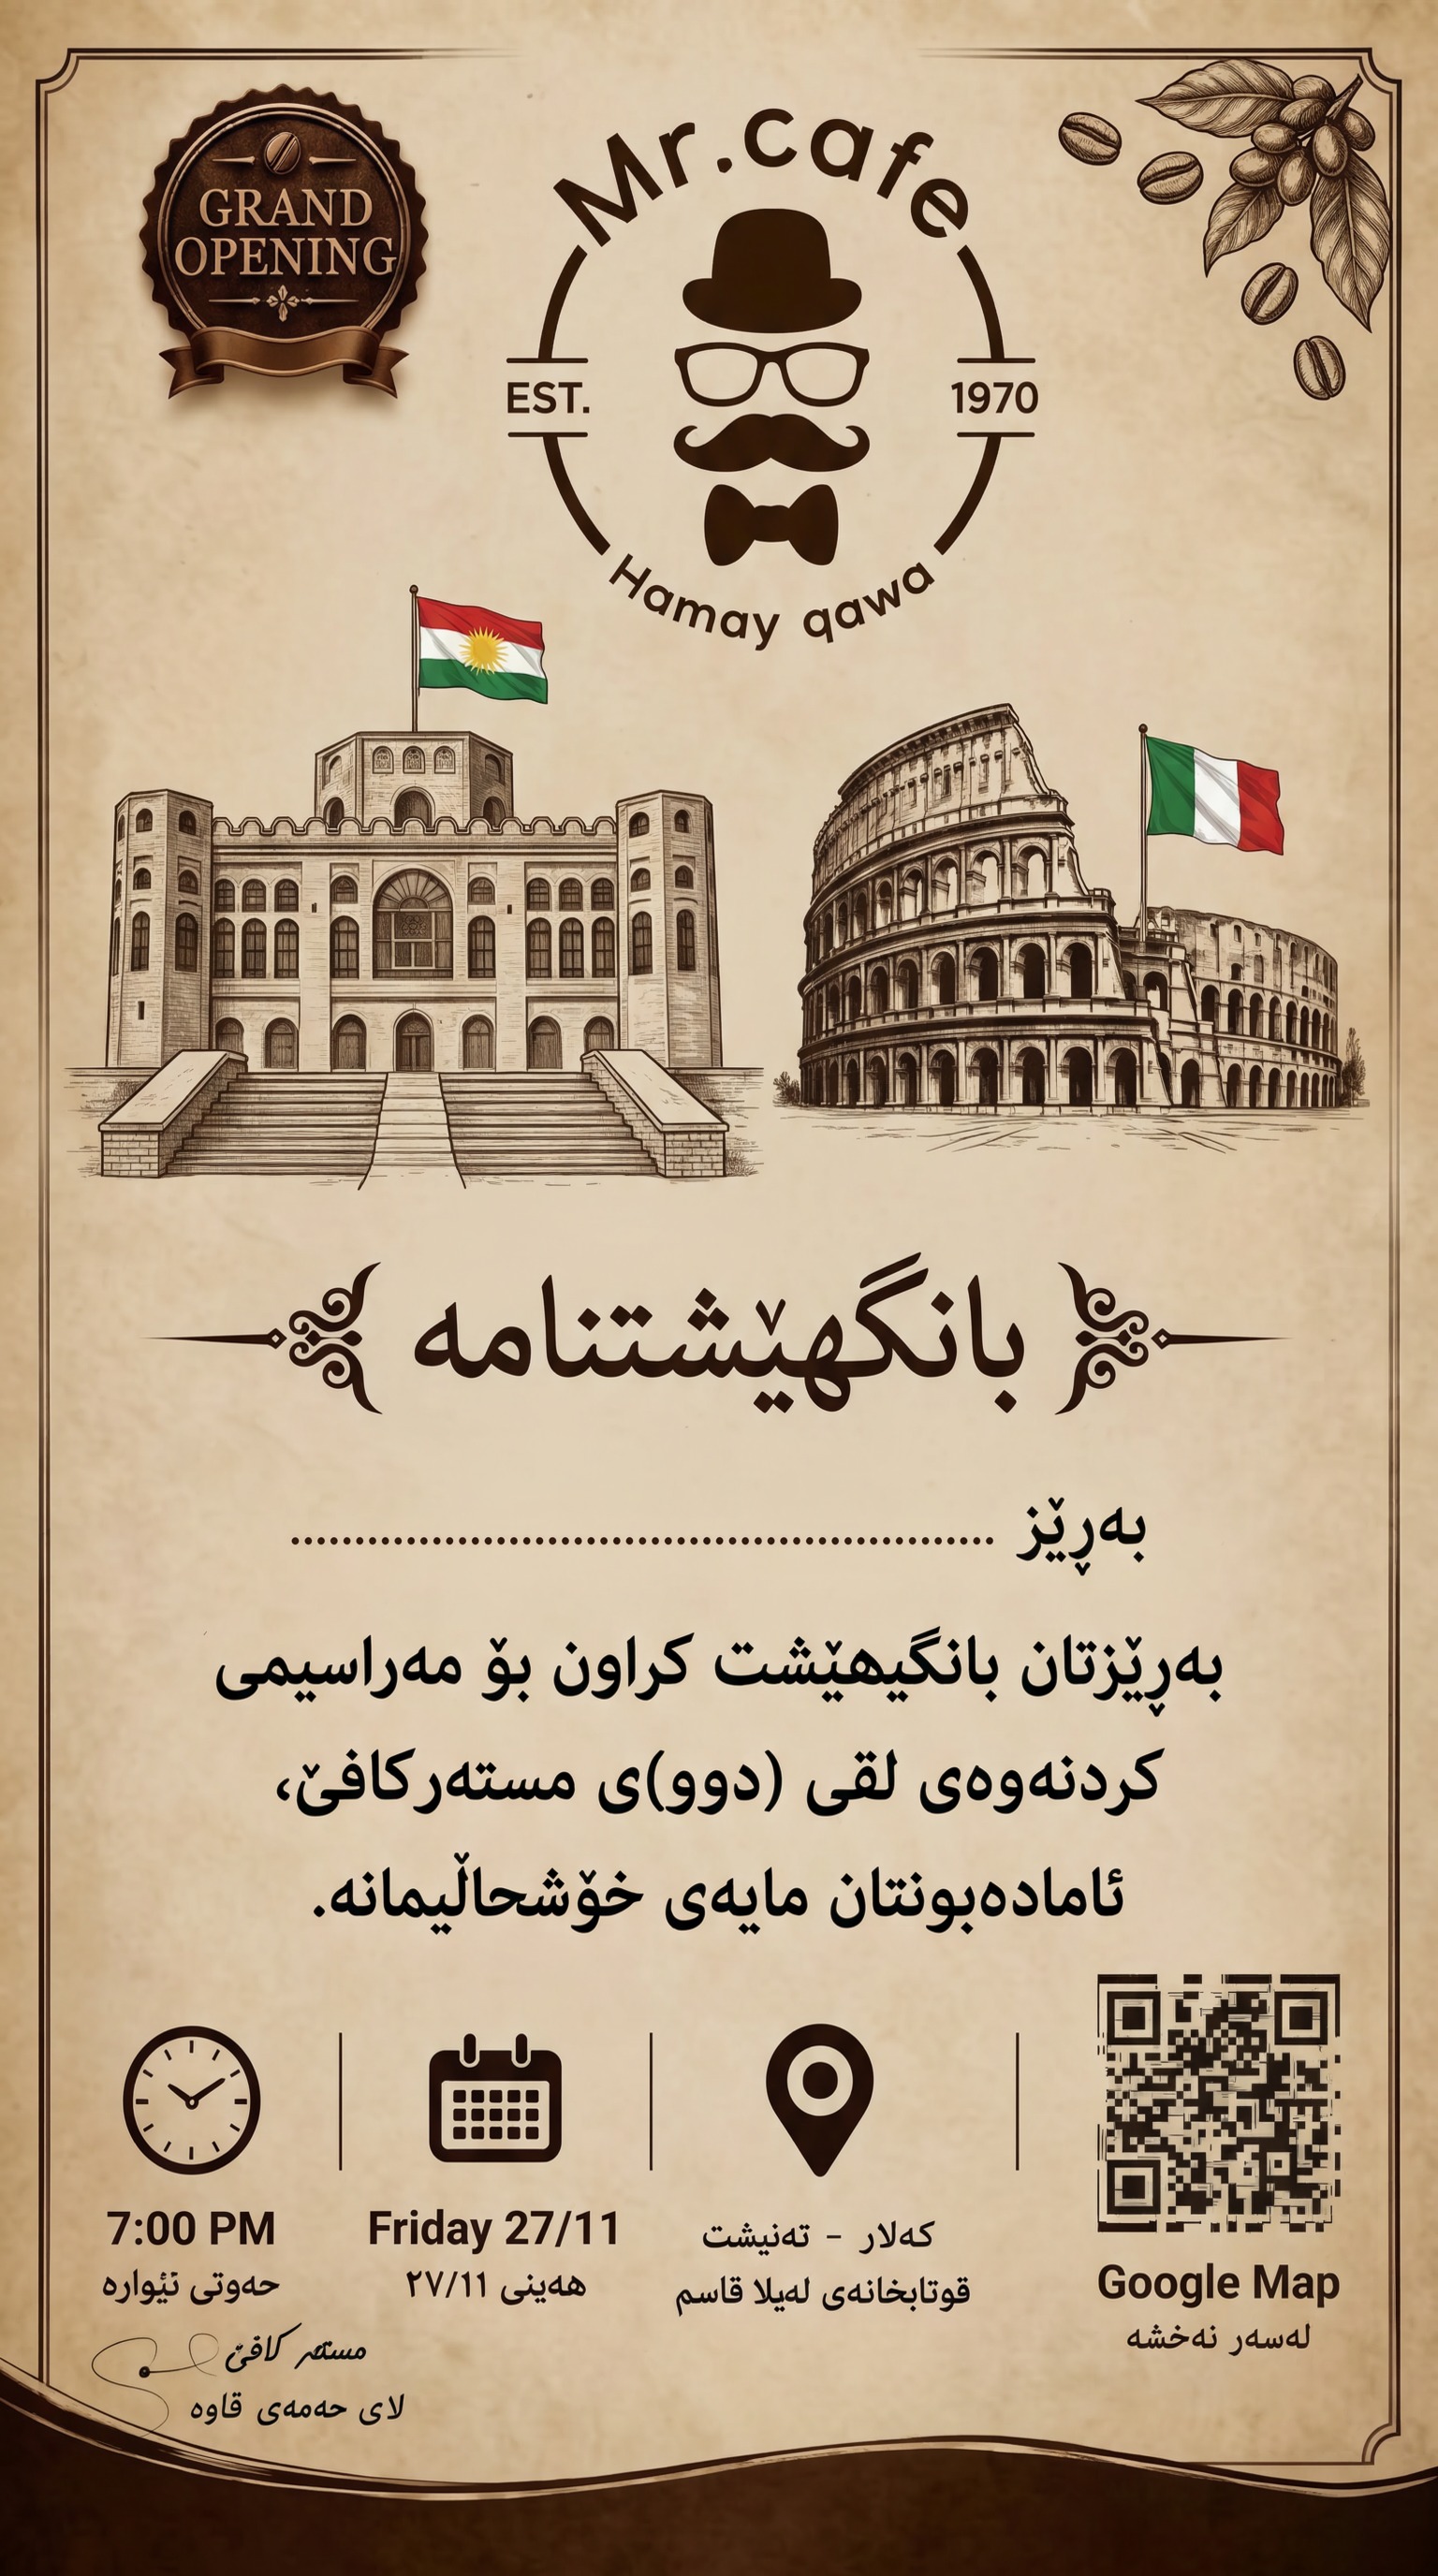 GRAND
OPENING
Mr.cafe
EST. 1970
Hamay qawa
بانگهێشتنامە
بەڕێز ......................................................
بەڕێزتان بانگیهێشت کراون بۆ مەراسیمی
کردنەوەی لقی (دوو)ی مستەرکافێ،
ئامادەبونتان مایەی خۆشحاڵیمانە.
7:00 PM
حەوتی ئێوارە
Friday 27/11
هەینی ٢٧/١١
کەلار - تەنیشت
قوتابخانەی لەیلا قاسم
Google Map
لەسەر نەخشە
مستەر کافێ
لای حەمەی قاوە